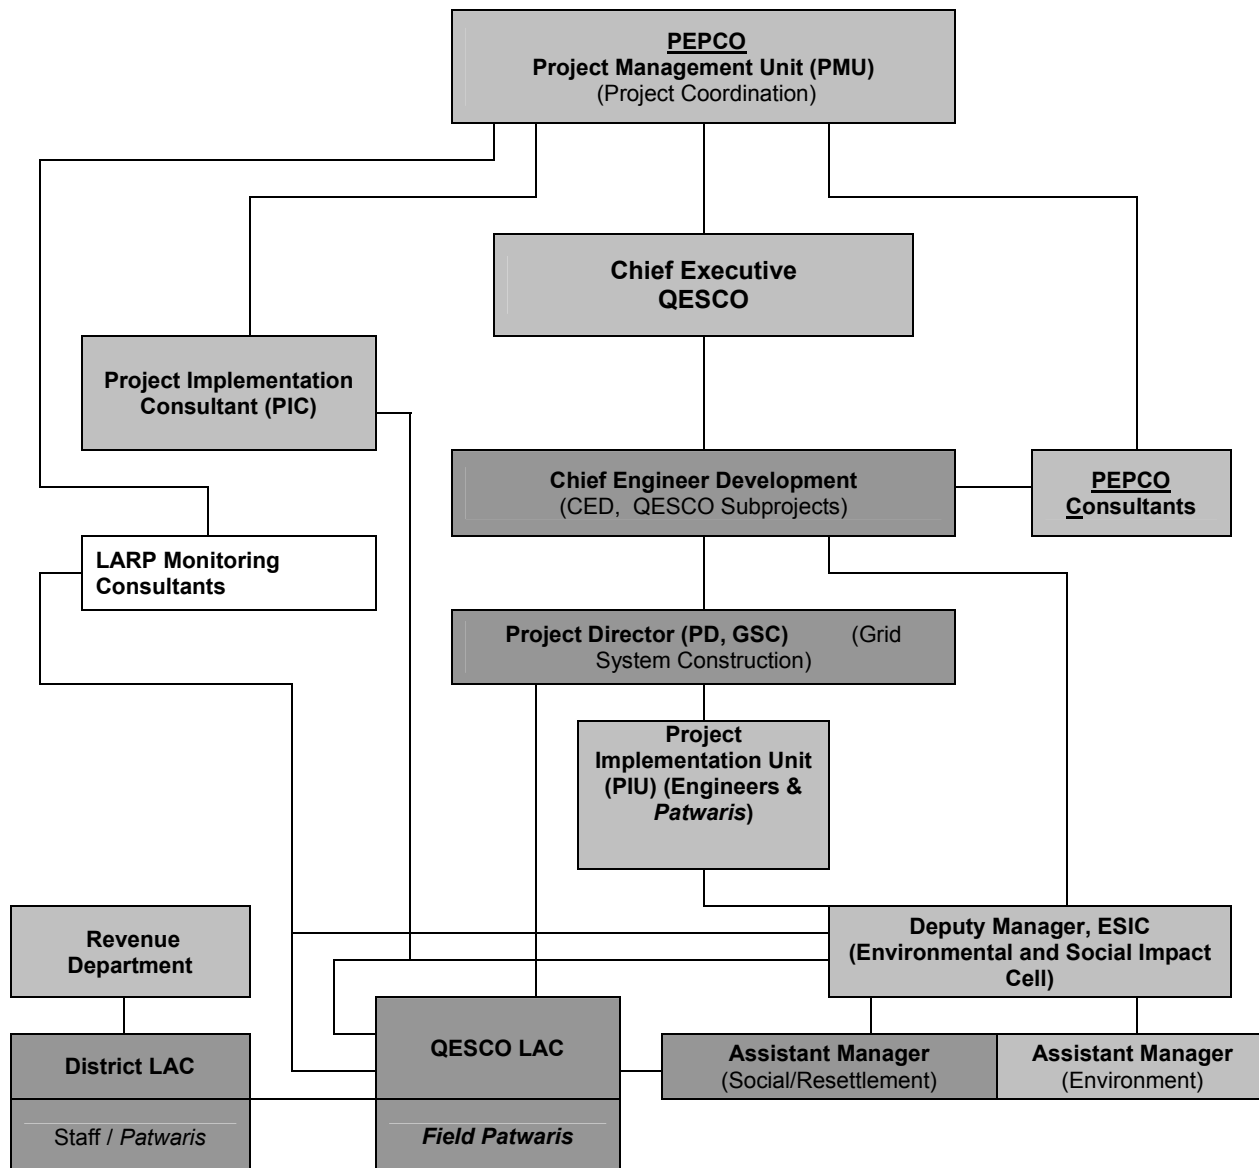 PEPCO
Project Management Unit (PMU)
(Project Coordination)
Chief Executive
QESCO
Project Implementation
Consultant (PIC)
Chief Engineer Development
(CED, QESCO Subprojects)
PEPCO
Consultants
LARP Monitoring
Consultants
Project Director (PD, GSC) (Grid
System Construction)
Project
Implementation Unit
(PIU) (Engineers &
Patwaris)
Revenue
Department
Deputy Manager, ESIC
(Environmental and Social Impact
Cell)
District LAC
Staff / Patwaris
QESCO LAC
Field Patwaris
Assistant Manager
(Social/Resettlement)
Assistant Manager
(Environment)